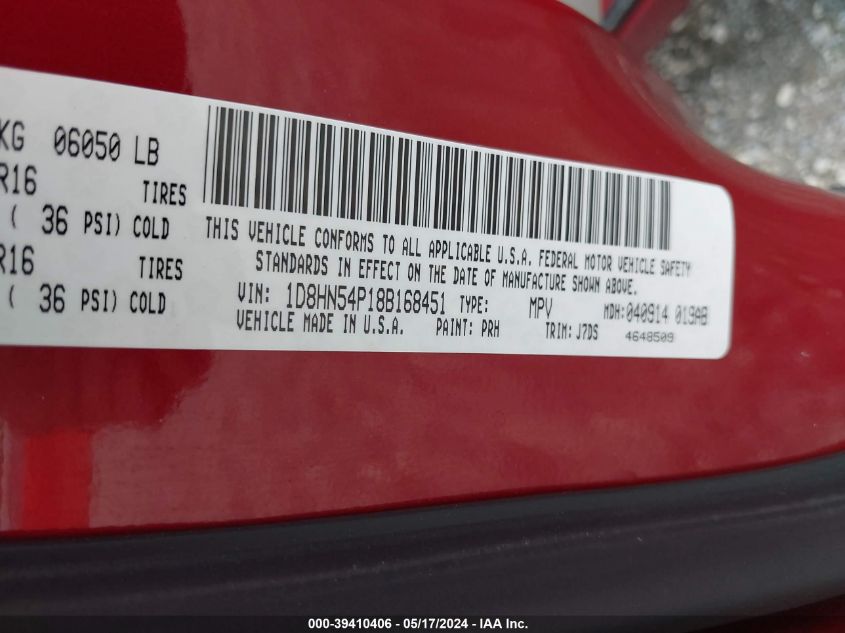 KG 06050 LB
R16 TIRES
( 36 PSI) COLD
R16 TIRES
( 36 PSI) COLD
THIS VEHICLE CONFORMS TO ALL APPLICABLE U.S.A. FEDERAL MOTOR VEHICLE SAFETY
STANDARDS IN EFFECT ON THE DATE OF MANUFACTURE SHOWN ABOVE.
VIN: 1D8HN54P18B168451 TYPE: MPV MDH:040914 019AB
VEHICLE MADE IN U.S.A. PAINT: PRH TRIM: J7DS 4648509
000-39410406 - 05/17/2024 - IAA Inc.